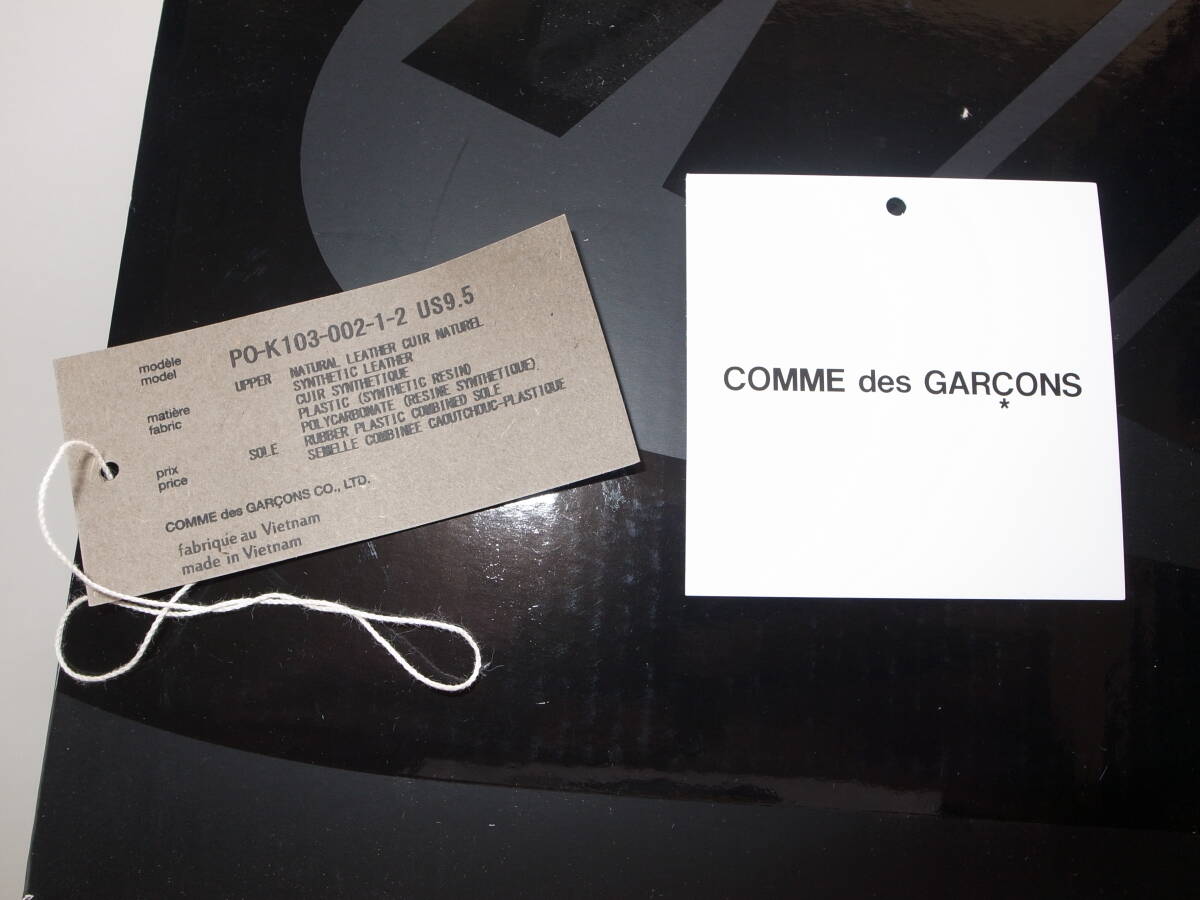 modèle
model
PO-K103-002-1-2 US9.5
UPPER NATURAL LEATHER CUIR NATUREL
SYNTHETIC LEATHER
CUIR SYNTHETIQUE
matière
fabric
PLASTIC (SYNTHETIC RESIN)
POLYCARBONATE (RESINE SYNTHETIQUE)
SOLE RUBBER PLASTIC COMBINED SOLE
SEMELLE COMBINEE CAOUTCHOUC-PLASTIQUE
prix
price
COMME des GARÇONS CO., LTD.
fabrique au Vietnam
made in Vietnam
COMME des GARÇONS
*